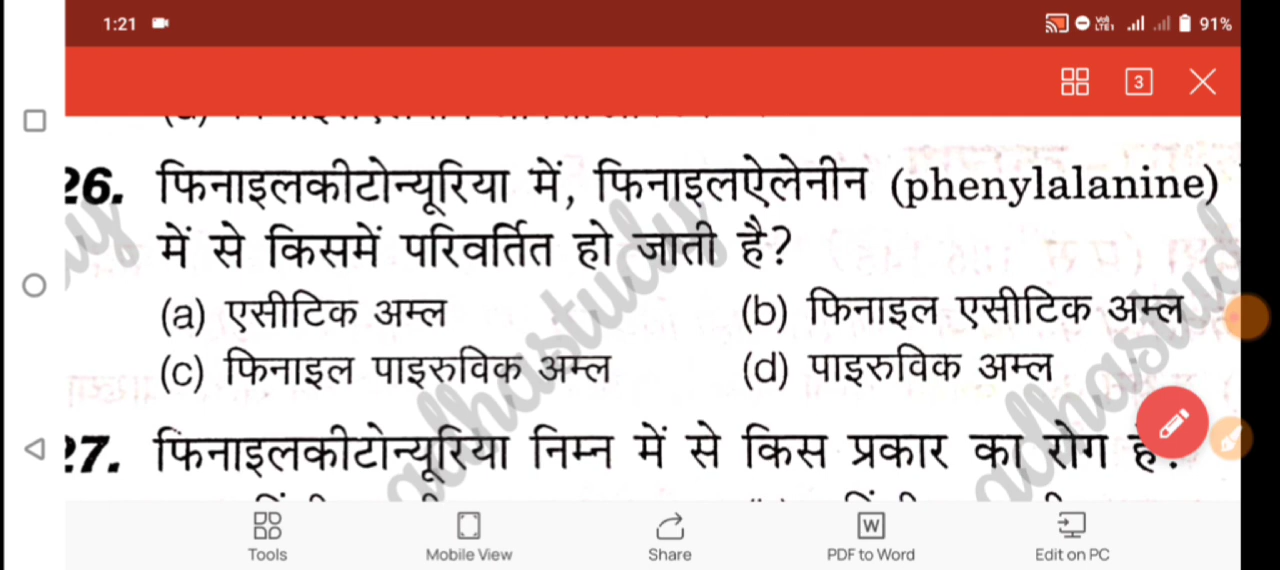 1:21
91%
3
26. फिनाइलकीटोन्यूरिया में, फिनाइलऐलेनीन (phenylalanine)
में से किसमें परिवर्तित हो जाती है?
(a) एसीटिक अम्ल (b) फिनाइल एसीटिक अम्ल
(c) फिनाइल पाइरुविक अम्ल (d) पाइरुविक अम्ल
27. फिनाइलकीटोन्यूरिया निम्न में से किस प्रकार का रोग है?
Tools Mobile View Share PDF to Word Edit on PC